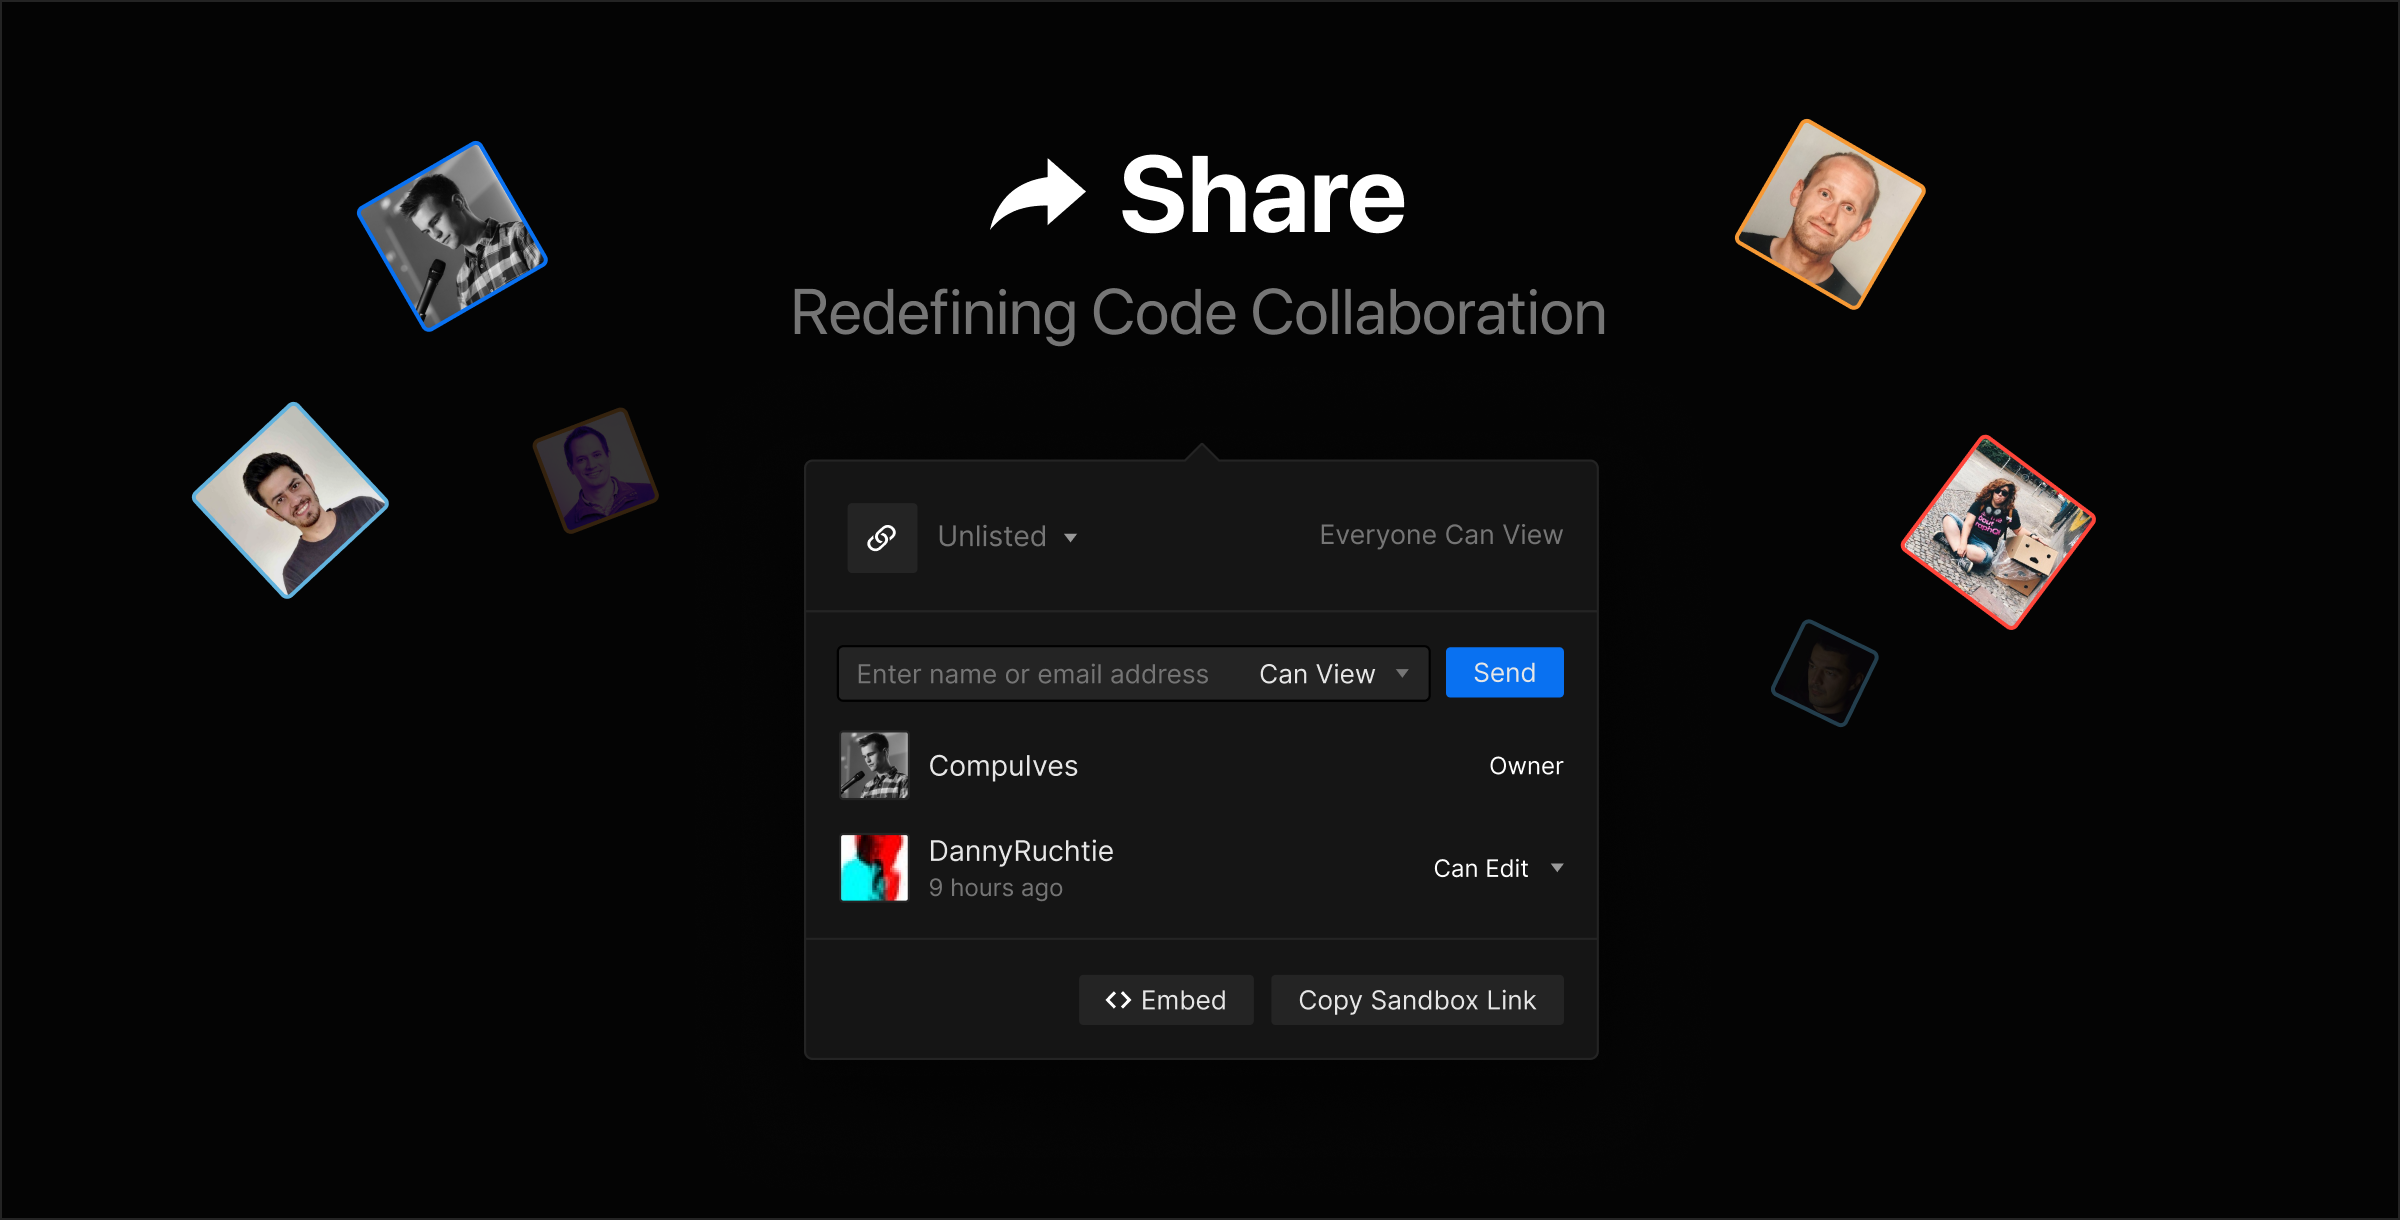 Share
Redefining Code Collaboration
Unlisted
Everyone Can View
Enter name or email address
Can View
Send
CompuIves
Owner
DannyRuchtie
9 hours ago
Can Edit
Embed
Copy Sandbox Link